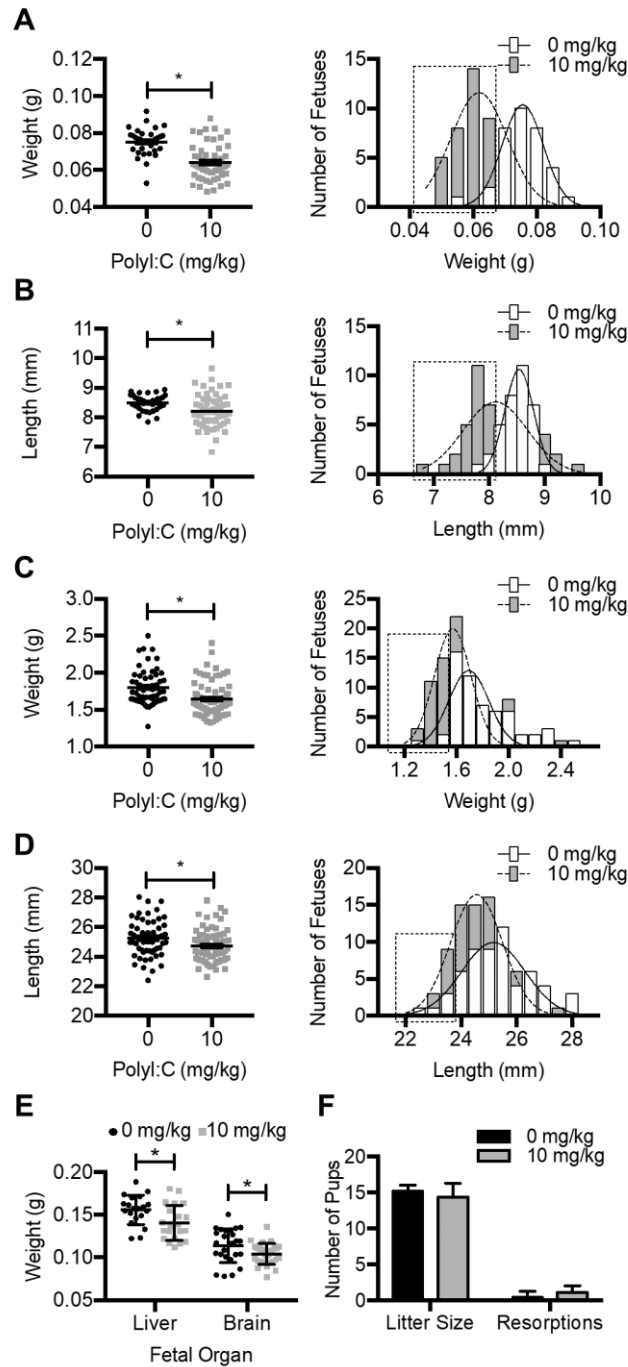 A
Weight (g)
0.12
0.10
0.08
0.06
0.04
*
0
10
PolyI:C (mg/kg)
Number of Fetuses
15
10
5
0
0 mg/kg
10 mg/kg
0.04
0.06
0.08
0.10
Weight (g)
B
Length (mm)
11
10
9
8
7
6
*
0
10
PolyI:C (mg/kg)
Number of Fetuses
15
10
5
0
0 mg/kg
10 mg/kg
6
7
8
9
10
Length (mm)
C
Weight (g)
3.0
2.5
2.0
1.5
1.0
*
0
10
PolyI:C (mg/kg)
Number of Fetuses
25
20
15
10
5
0
0 mg/kg
10 mg/kg
1.2
1.6
2.0
2.4
Weight (g)
D
Length (mm)
30
28
26
24
22
20
*
0
10
PolyI:C (mg/kg)
Number of Fetuses
20
15
10
5
0
0 mg/kg
10 mg/kg
22
24
26
28
Length (mm)
E
0 mg/kg
10 mg/kg
Weight (g)
0.20
0.15
0.10
0.05
*
*
Liver
Brain
Fetal Organ
F
0 mg/kg
10 mg/kg
Number of Pups
20
15
10
5
0
Litter Size
Resorptions